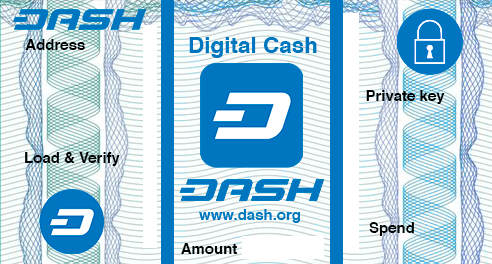 DASH
Address
Load & Verify
Digital Cash
DASH
www.dash.org
Amount
Private key
Spend